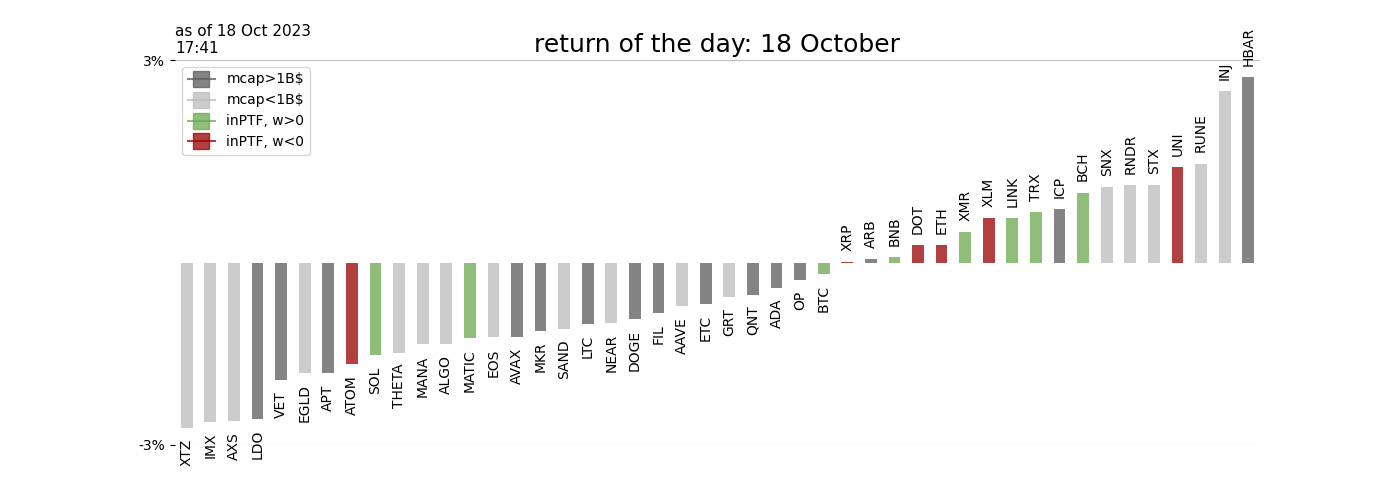 as of 18 Oct 2023
17:41
return of the day: 18 October
3%
mcap>1B$
mcap<1B$
inPTF, w>0
inPTF, w<0
-3%
XTZ
IMX
AXS
LDO
VET
EGLD
APT
ATOM
SOL
THETA
MANA
ALGO
MATIC
EOS
AVAX
MKR
SAND
LTC
NEAR
DOGE
FIL
AAVE
ETC
GRT
QNT
ADA
OP
BTC
XRP
ARB
BNB
DOT
ETH
XMR
XLM
LINK
TRX
ICP
BCH
SNX
RNDR
STX
UNI
RUNE
INJ
HBAR